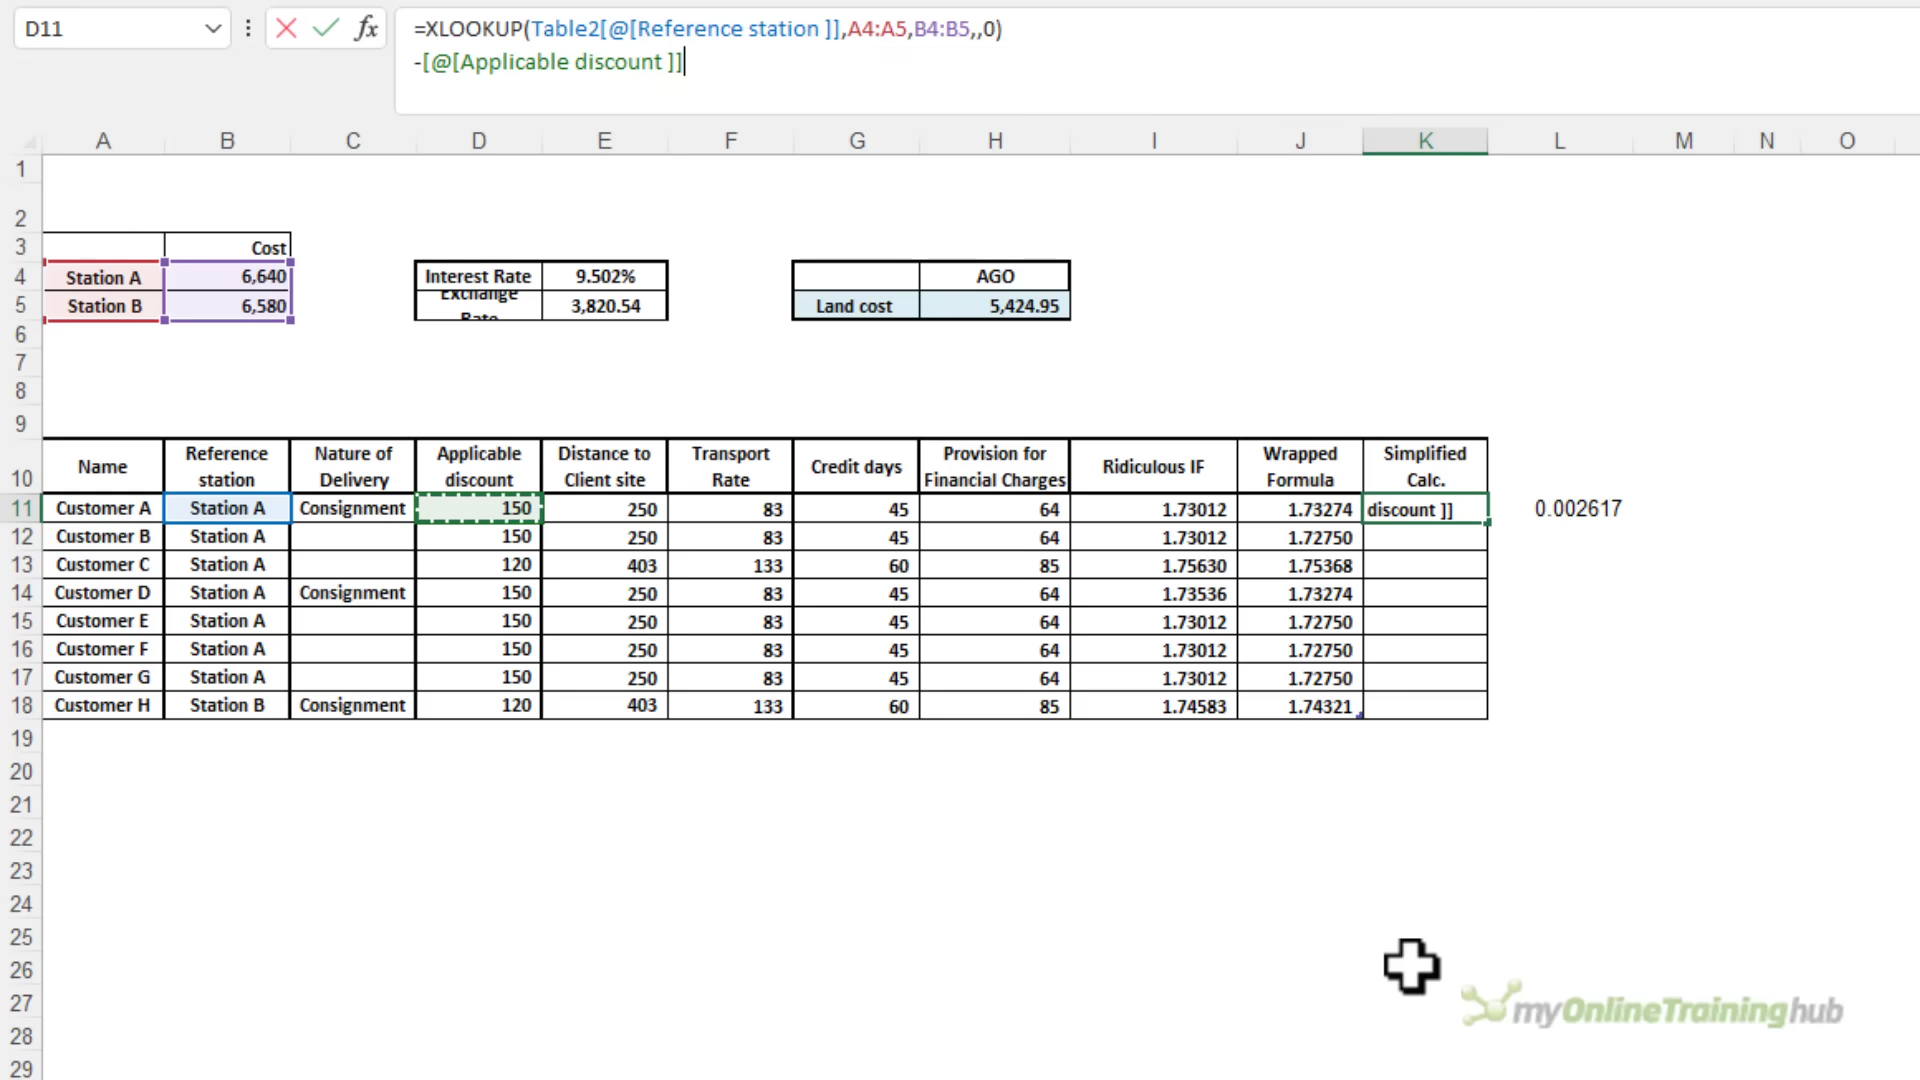 D11
fx
=XLOOKUP(Table2[@[Reference station ]],A4:A5,B4:B5,,0)
-[@[Applicable discount ]]
A B C D E F G H I J K L M N O
1
2
3 Cost
4 Station A 6,640 Interest Rate 9.502% AGO
5 Station B 6,580 Exchange Rate 3,820.54 Land cost 5,424.95
6
7
8
9
10 Name Reference station Nature of Delivery Applicable discount Distance to Client site Transport Rate Credit days Provision for Financial Charges Ridiculous IF Wrapped Formula Simplified Calc.
11 Customer A Station A Consignment 150 250 83 45 64 1.73012 1.73274 discount ]] 0.002617
12 Customer B Station A 150 250 83 45 64 1.73012 1.72750
13 Customer C Station A 120 403 133 60 85 1.75630 1.75368
14 Customer D Station A Consignment 150 250 83 45 64 1.73536 1.73274
15 Customer E Station A 150 250 83 45 64 1.73012 1.72750
16 Customer F Station A 150 250 83 45 64 1.73012 1.72750
17 Customer G Station A 150 250 83 45 64 1.73012 1.72750
18 Customer H Station B Consignment 120 403 133 60 85 1.74583 1.74321
19
20
21
22
23
24
25
26
27
28
29
myOnlineTraininghub